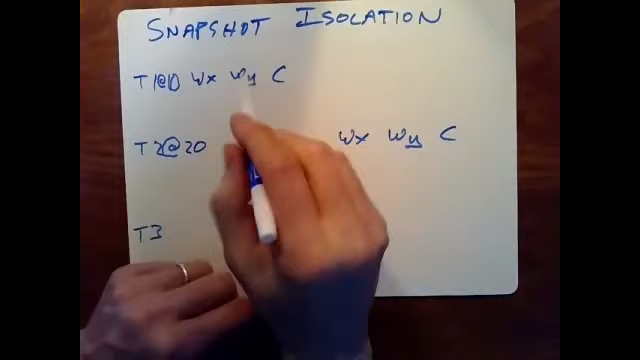 SNAPSHOT ISOLATION
T1@10 Wx Wy C
T2@20 Wx Wy C
T3